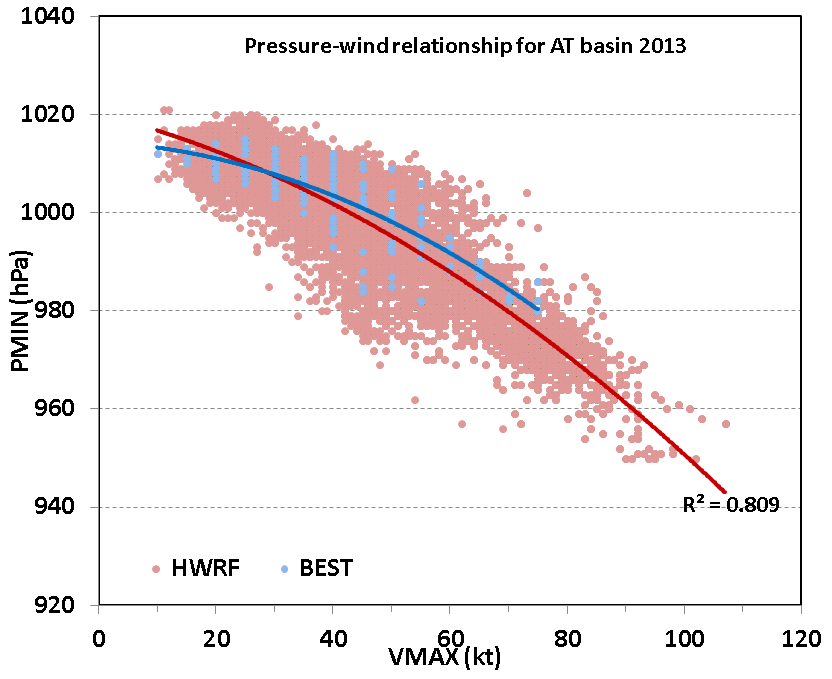 Pressure-wind relationship for AT basin 2013
1040
1020
1000
980
960
940
920
PMIN (hPa)
R² = 0.809
HWRF
BEST
0 20 40 60 80 100 120
VMAX (kt)